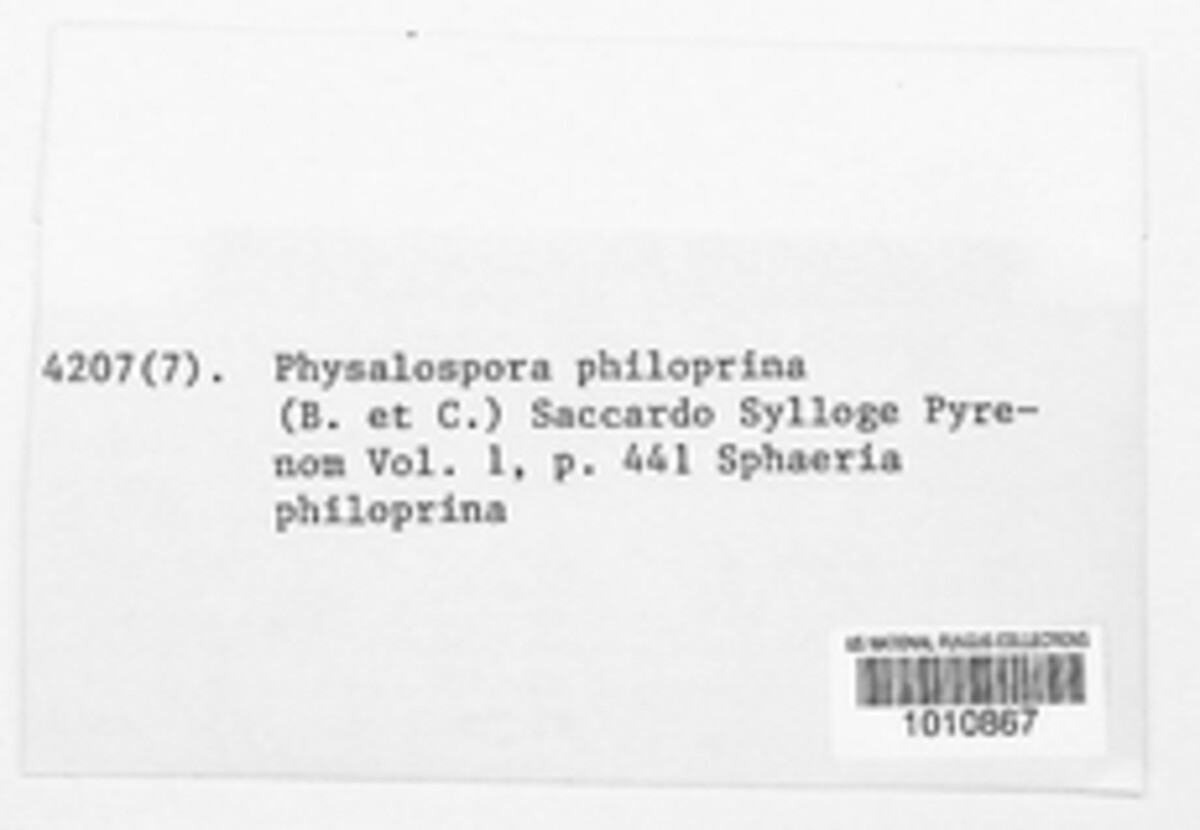 4207(7). Physalospora philoprina
(B. et C.) Saccardo Sylloge Pyre-
nom Vol. 1, p. 441 Sphaeria
philoprina
US NATIONAL FUNGUS COLLECTIONS
1010867